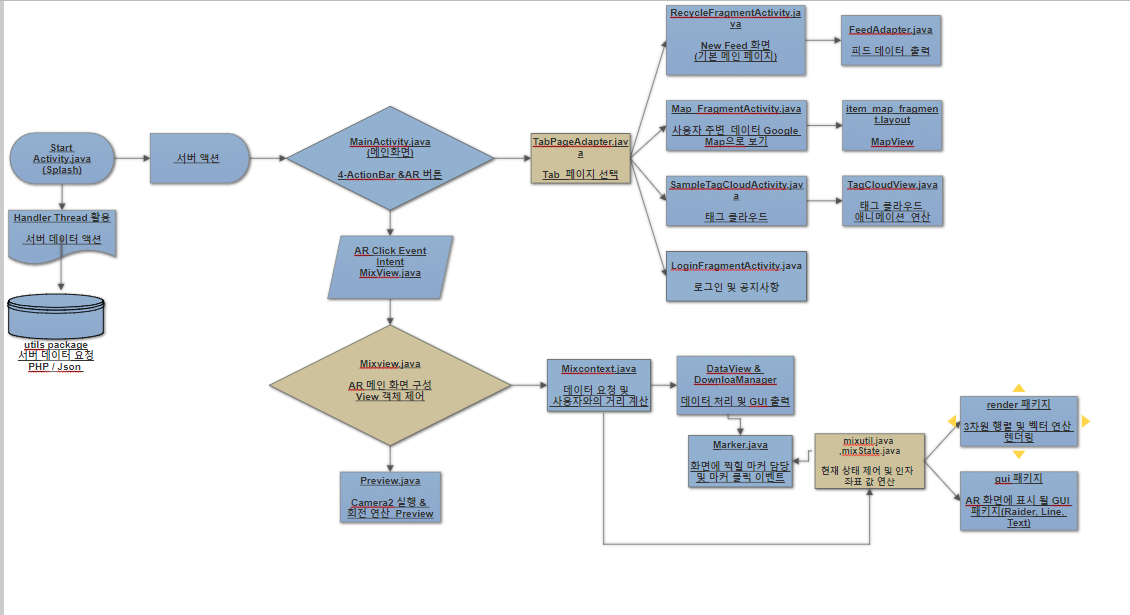 Start
Activity.java
(Splash)
서버 액션
Handler Thread 활용
서버 데이터 액션
utils package
서버 데이터 요청
PHP / Json
MainActivity.java
(메인화면)
4-ActionBar &AR 버튼
TabPageAdapter.jav
a
Tab 페이지 선택
RecycleFragmentActivity.ja
va
New Feed 화면
(기본 메인 페이지)
FeedAdapter.java
피드 데이터 출력
Map_FragmentActivity.java
사용자 주변 데이터 Google
Map으로 보기
item_map_fragmen
t.layout
MapView
SampleTagCloudActivity.jav
a
태그 클라우드
TagCloudView.java
태그 클라우드
애니메이션 연산
LoginFragmentActivity.java
로그인 및 공지사항
AR Click Event
Intent
MixView.java
Mixview.java
AR 메인 화면 구성
View 객체 제어
Preview.java
Camera2 실행 &
회전 연산 Preview
Mixcontext.java
데이터 요청 및
사용자와의 거리 계산
DataView &
DownloaManager
데이터 처리 및 GUI 출력
Marker.java
화면에 찍힐 마커 담당
및 마커 클릭 이벤트
mixutil.java
,mixState.java
현재 상태 제어 및 인자
좌표 값 연산
render 패키지
3차원 행렬 및 벡터 연산
렌더링
gui 패키지
AR 화면에 표시 될 GUI
패키지(Raider, Line,
Text)